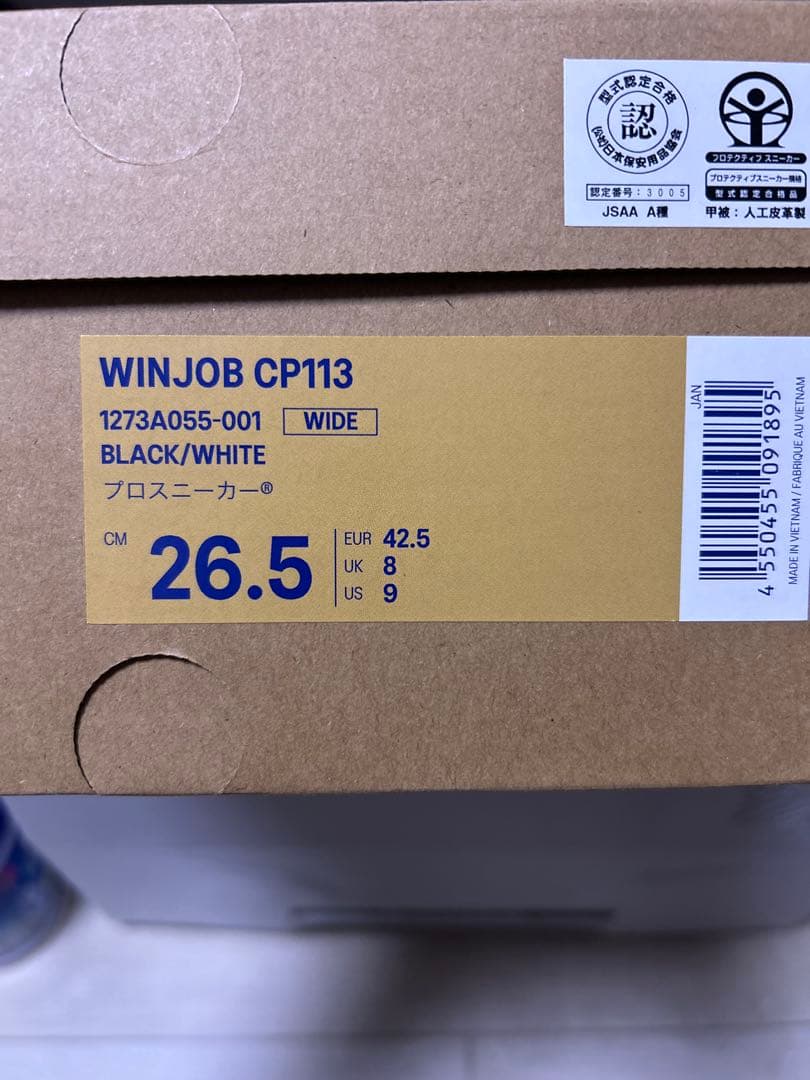 型式認定合格
認
(公社)日本保安用品協会
認定番号：3005
JSAA A種
プロテクティブ スニーカー
プロテクティブスニーカー規格
型式認定合格品
甲被：人工皮革製
WINJOB CP113
1273A055-001 WIDE
BLACK/WHITE
プロスニーカー®
CM 26.5
EUR 42.5
UK 8
US 9
JAN
4 550455 091895
MADE IN VIETNAM / FABRIQUE AU VIETNAM